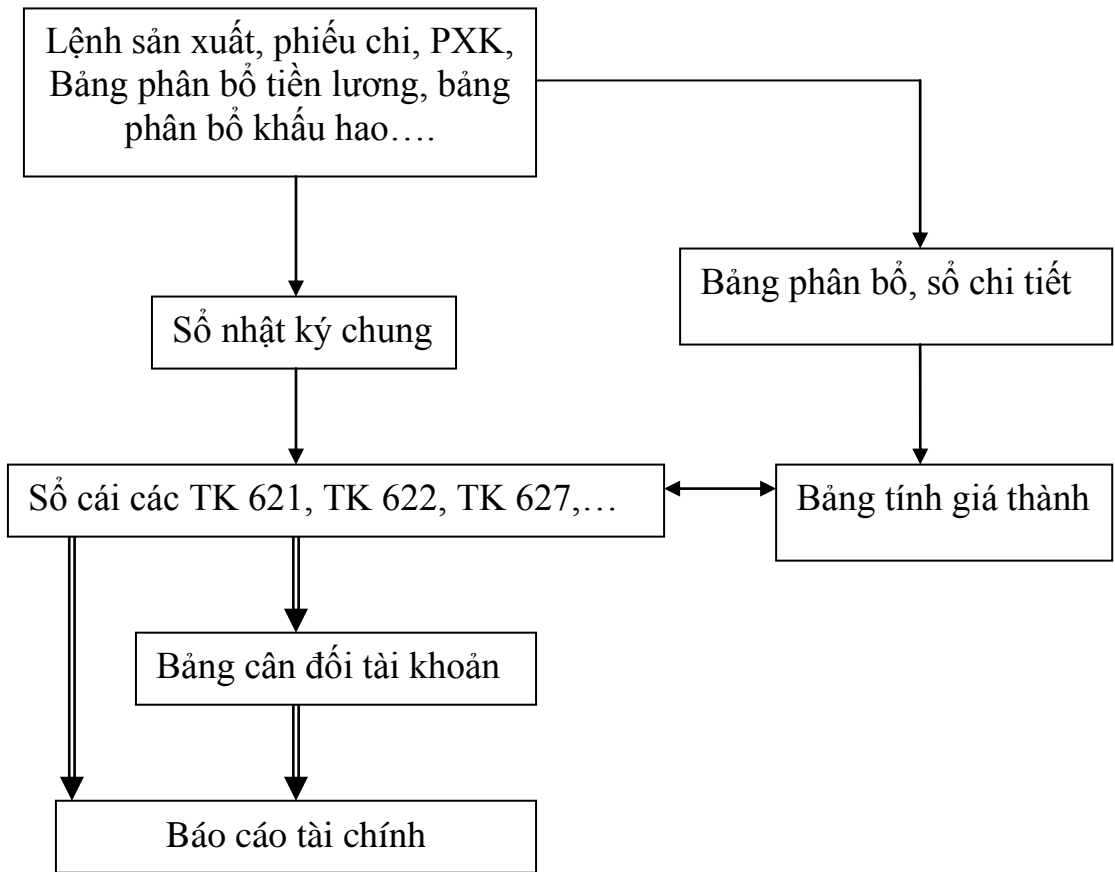 Lệnh sản xuất, phiếu chi, PXK,
Bảng phân bổ tiền lương, bảng
phân bổ khấu hao….
Bảng phân bổ, sổ chi tiết
Sổ nhật ký chung
Sổ cái các TK 621, TK 622, TK 627,…
Bảng tính giá thành
Bảng cân đối tài khoản
Báo cáo tài chính